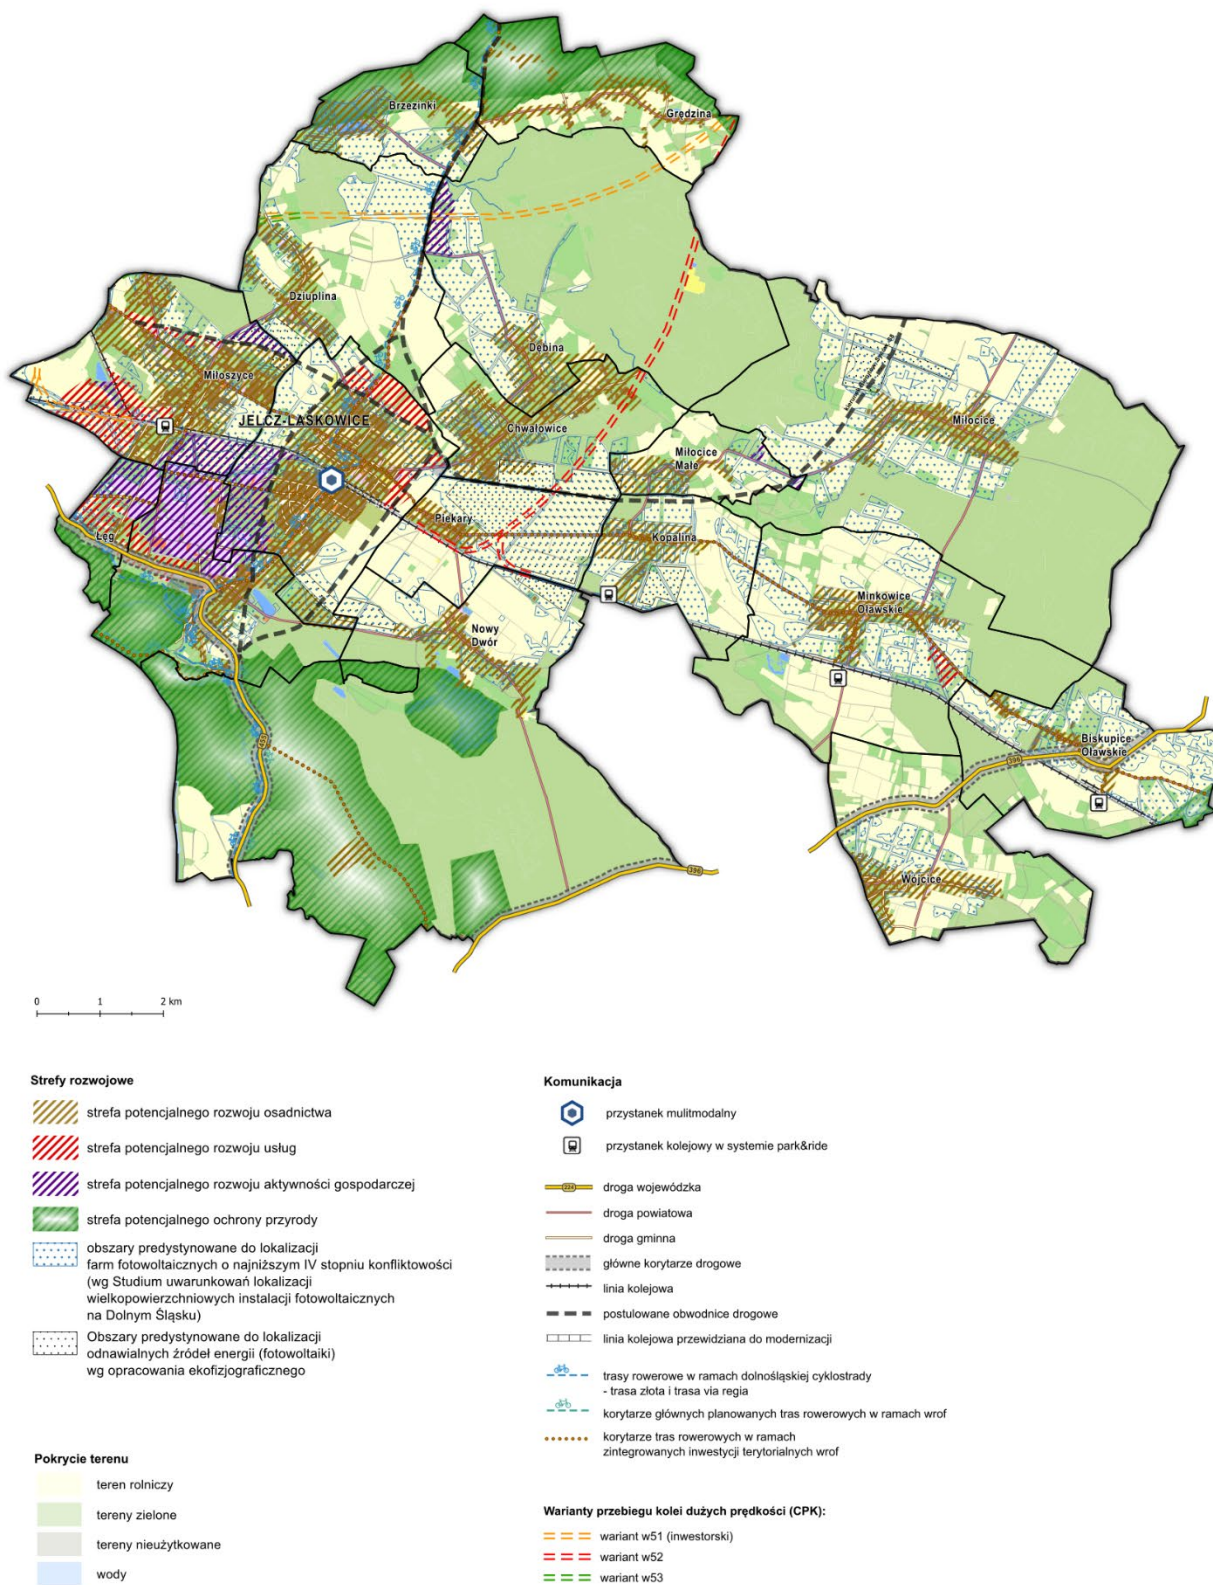 Brzezinki
Grędzina
Dziuplina
Dębina
Miłoszyce
JELCZ-LASKOWICE
Chwałowice
Miłocice
Małe
Miłocice
Piekary
Kopalina
Łęg
Minkowice
Oławskie
Nowy
Dwór
455
Biskupice
Oławskie
396
396
Wójcice
0 1 2 km
Strefy rozwojowe
strefa potencjalnego rozwoju osadnictwa
strefa potencjalnego rozwoju usług
strefa potencjalnego rozwoju aktywności gospodarczej
strefa potencjalnego ochrony przyrody
obszary predystynowane do lokalizacji
farm fotowoltaicznych o najniższym IV stopniu konfliktowości
(wg Studium uwarunkowań lokalizacji
wielkopowierzchniowych instalacji fotowoltaicznych
na Dolnym Śląsku)
Obszary predystynowane do lokalizacji
odnawialnych źródeł energii (fotowoltaiki)
wg opracowania ekofizjograficznego
Pokrycie terenu
teren rolniczy
tereny zielone
tereny nieużytkowane
wody
Komunikacja
przystanek mulitmodalny
przystanek kolejowy w systemie park&ride
224
droga wojewódzka
droga powiatowa
droga gminna
główne korytarze drogowe
linia kolejowa
postulowane obwodnice drogowe
linia kolejowa przewidziana do modernizacji
trasy rowerowe w ramach dolnośląskiej cyklostrady
- trasa złota i trasa via regia
korytarze głównych planowanych tras rowerowych w ramach wrof
korytarze tras rowerowych w ramach
zintegrowanych inwestycji terytorialnych wrof
Warianty przebiegu kolei dużych prędkości (CPK):
wariant w51 (inwestorski)
wariant w52
wariant w53